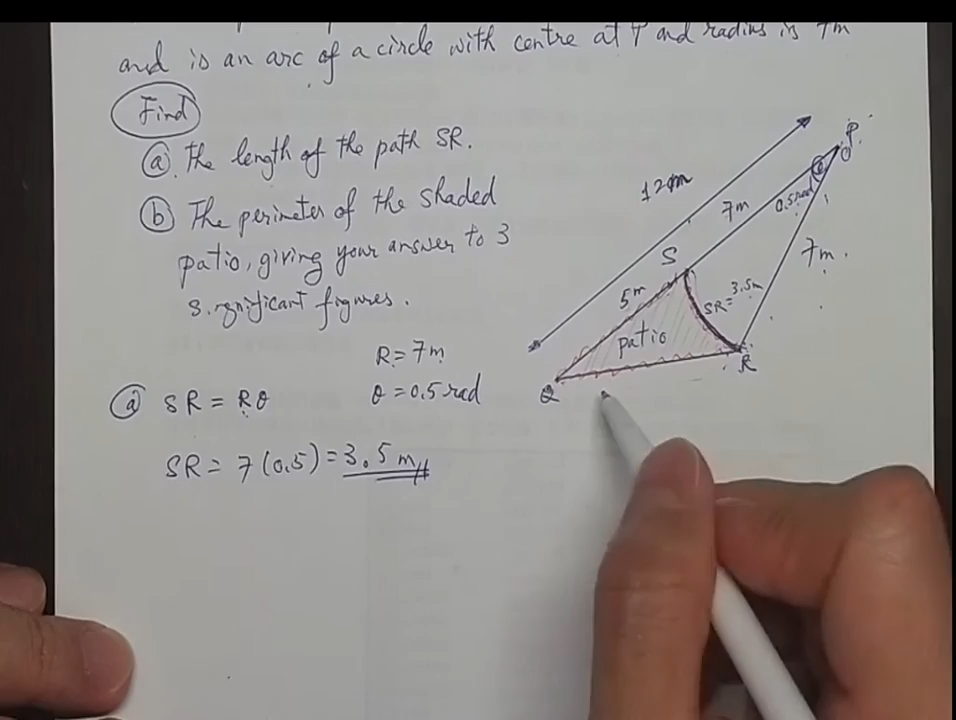 and is an arc of a circle with centre at P and radius is 7m
Find
(a) The length of the path SR.
(b) The perimeter of the shaded
patio, giving your answer to 3
significant figures.
R = 7m
θ = 0.5 rad
(a) SR = Rθ
SR = 7(0.5) = 3.5 m
P
12m
7m
0.5 rad
7m.
S
5m
SR = 3.5m
patio
R
Q